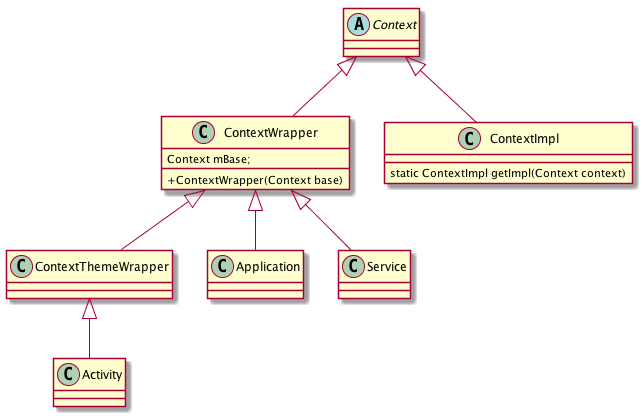 A Context
C ContextWrapper
Context mBase;
+ContextWrapper(Context base)
C ContextImpl
static ContextImpl getImpl(Context context)
C ContextThemeWrapper
C Application
C Service
C Activity